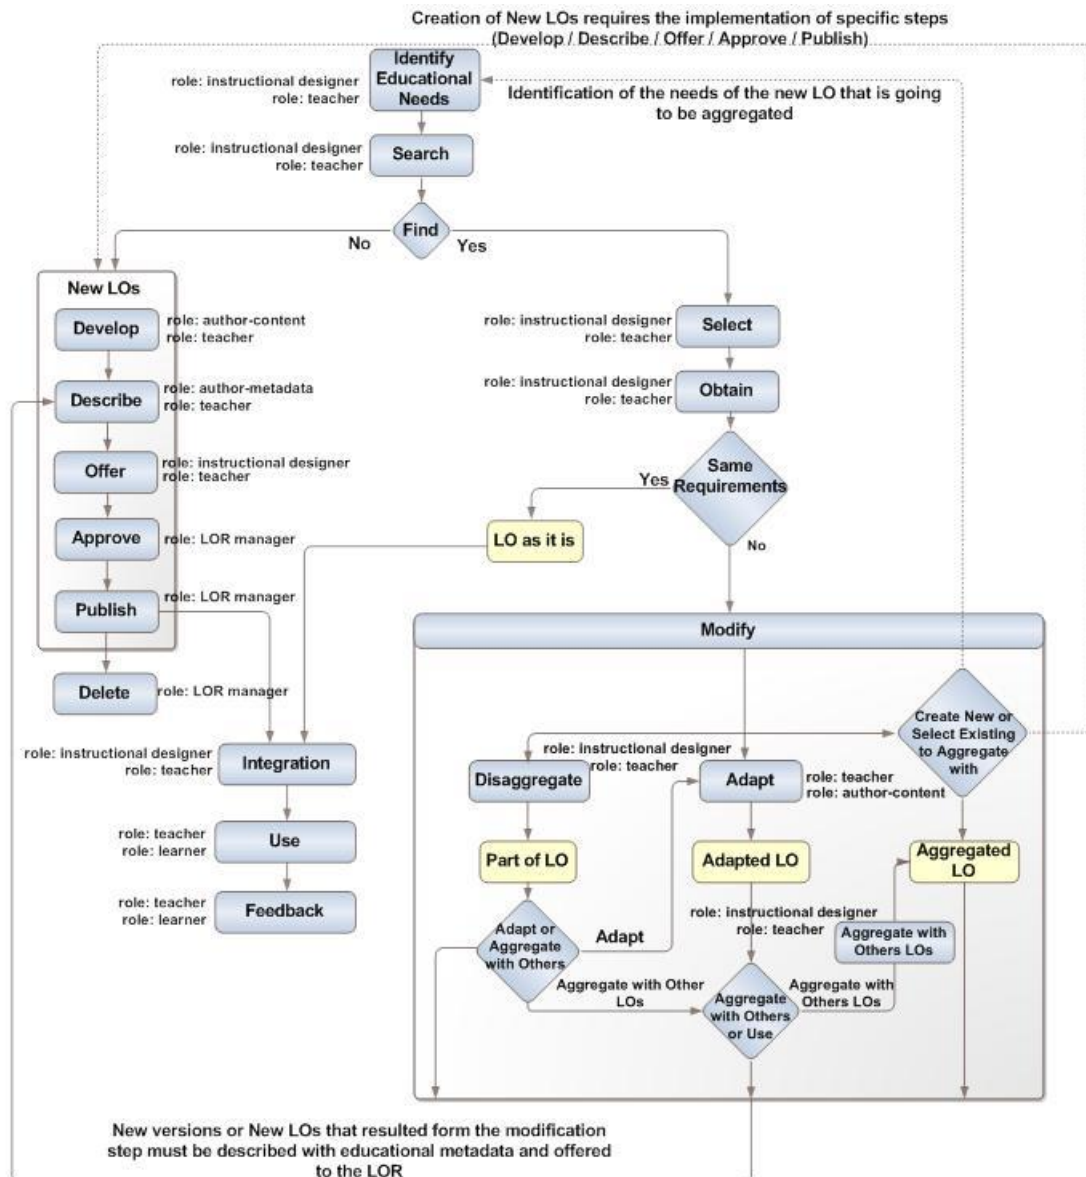 Creation of New LOs requires the implementation of specific steps
(Develop / Describe / Offer / Approve / Publish)
Identify
Educational
Needs
role: instructional designer
role: teacher
Identification of the needs of the new LO that is going
to be aggregated
role: instructional designer
role: teacher
Search
Find
No
Yes
New LOs
Develop
role: author-content
role: teacher
Describe
role: author-metadata
role: teacher
Offer
role: instructional designer
role: teacher
Approve
role: LOR manager
Publish
role: LOR manager
Delete
role: LOR manager
role: instructional designer
role: teacher
Select
role: instructional designer
role: teacher
Obtain
Same
Requirements
Yes
No
LO as it is
role: instructional designer
role: teacher
Integration
role: teacher
role: learner
Use
role: teacher
role: learner
Feedback
Modify
Create New or
Select Existing
to Aggregate
with
role: instructional designer
role: teacher
Disaggregate
Adapt
role: teacher
role: author-content
Part of LO
Adapted LO
Aggregated
LO
role: instructional designer
role: teacher
Aggregate with
Others LOs
Adapt or
Aggregate
with Others
Adapt
Aggregate with Other
LOs
Aggregate
with Others
or Use
Aggregate with
Others LOs
New versions or New LOs that resulted form the modification
step must be described with educational metadata and offered
to the LOR